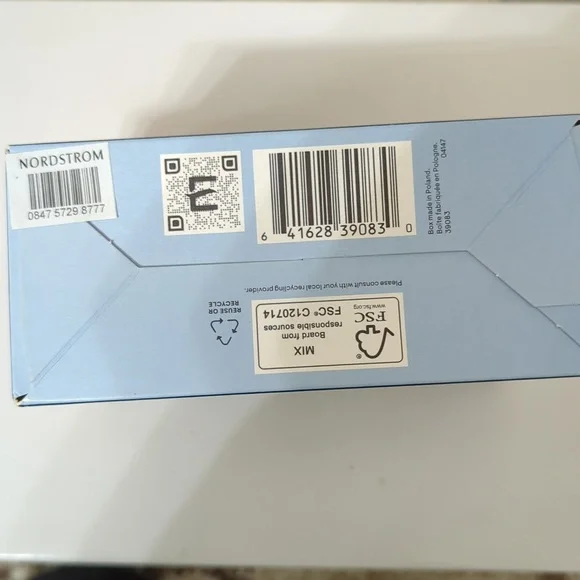 NORDSTROM
0847 5729 8777
6 41628 39083 0
Box made in Poland.
Boîte fabriquée en Pologne.
39083 04147
Please consult with your local recycling provider.
REUSE OR
RECYCLE
FSC
www.fsc.org
MIX
Board from
responsible sources
FSC® C120714